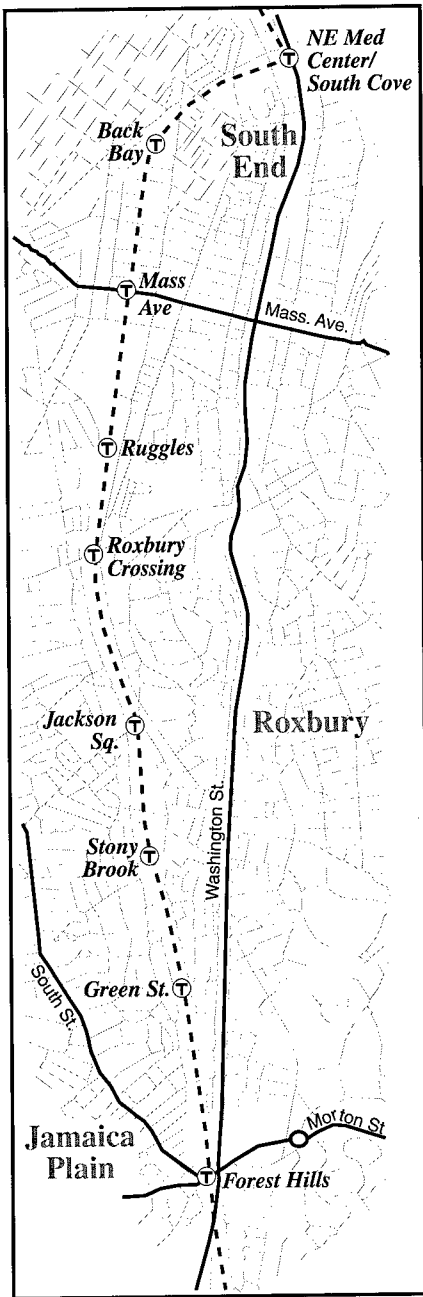 NE Med
Center/
South Cove
T
Back
Bay
T
South
End
T
Mass
Ave
Mass. Ave.
T
Ruggles
T
Roxbury
Crossing
Jackson
Sq.
T
Roxbury
Washington St.
Stony
Brook
T
South St.
Green St.
T
Morton St
Jamaica
Plain
T
Forest Hills